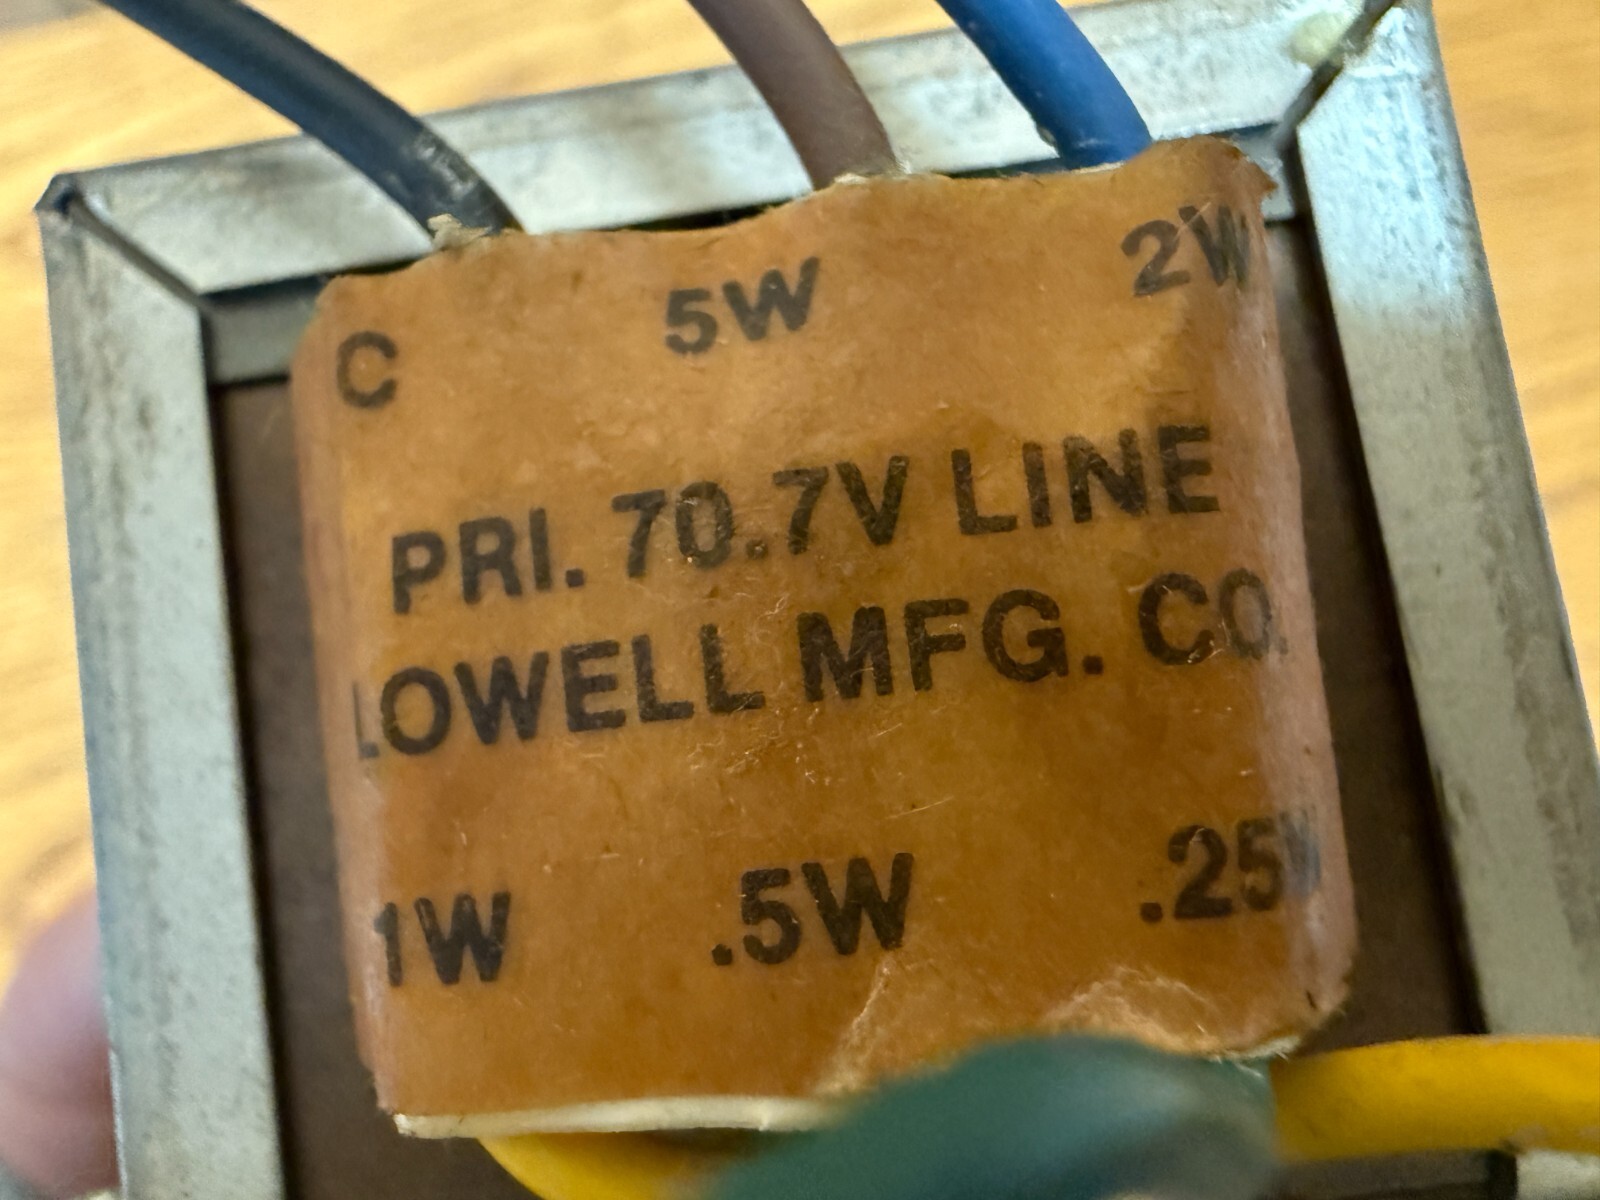 C 5W 2W
PRI. 70.7V LINE
LOWELL MFG. CO.
1W .5W .25W